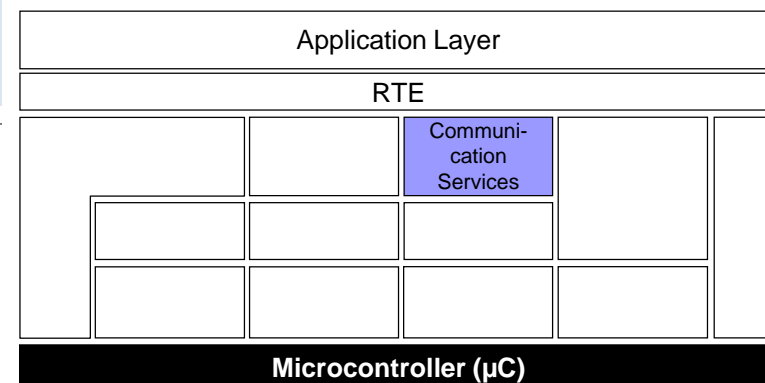 Application Layer
RTE
Communi-
cation
Services
Microcontroller (µC)